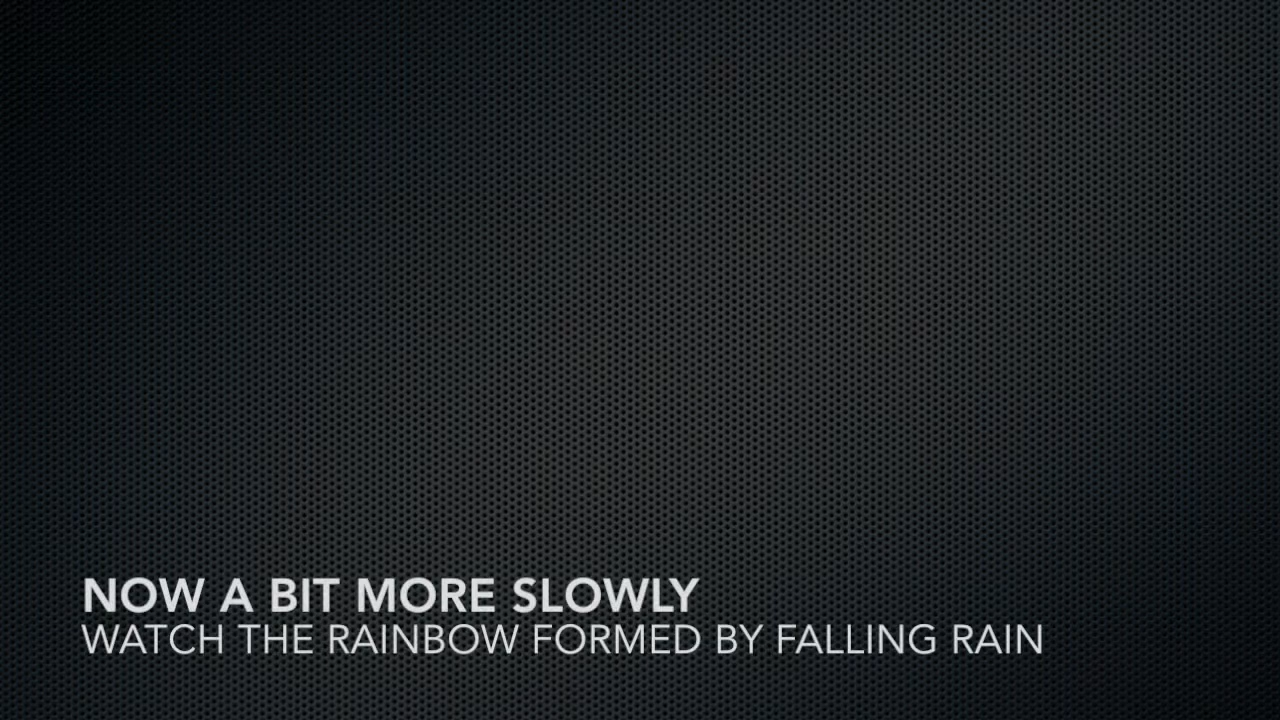 NOW A BIT MORE SLOWLY
WATCH THE RAINBOW FORMED BY FALLING RAIN